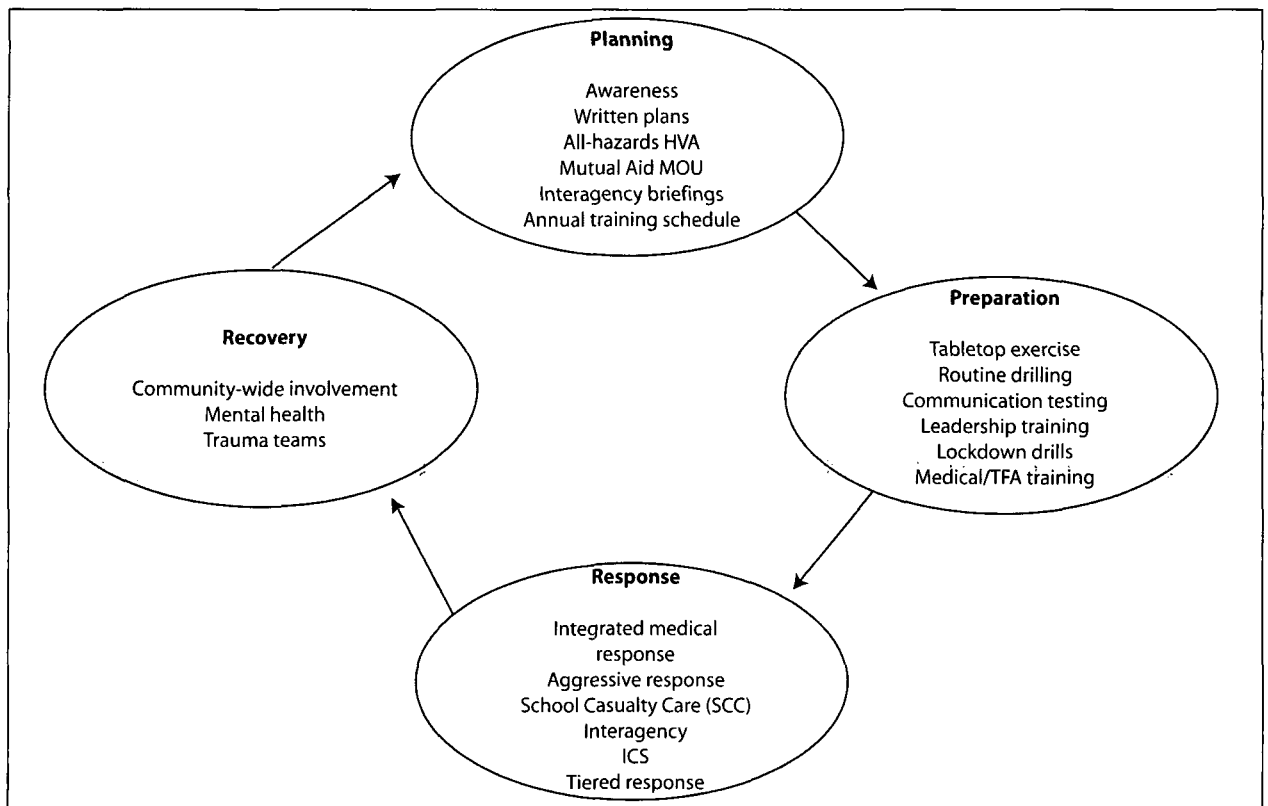 Planning
Awareness
Written plans
All-hazards HVA
Mutual Aid MOU
Interagency briefings
Annual training schedule
Preparation
Tabletop exercise
Routine drilling
Communication testing
Leadership training
Lockdown drills
Medical/TFA training
Response
Integrated medical
response
Aggressive response
School Casualty Care (SCC)
Interagency
ICS
Tiered response
Recovery
Community-wide involvement
Mental health
Trauma teams